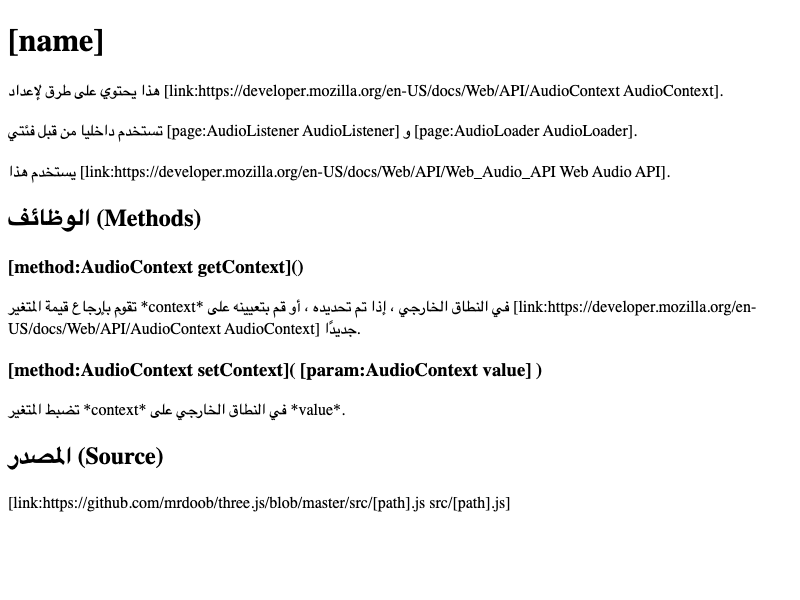 [name]
هذا يحتوي على طرق لإعداد [link:https://developer.mozilla.org/en-US/docs/Web/API/AudioContext AudioContext].
تستخدم داخليا من قبل فئتي [page:AudioListener AudioListener] و [page:AudioLoader AudioLoader].
يستخدم هذا [link:https://developer.mozilla.org/en-US/docs/Web/API/Web_Audio_API Web Audio API].
الوظائف (Methods)
[method:AudioContext getContext]()
تقوم بإرجاع قيمة المتغير *context* في النطاق الخارجي ، إذا تم تحديده ، أو قم بتعيينه على [link:https://developer.mozilla.org/en-
US/docs/Web/API/AudioContext AudioContext] جديدًا.
[method:AudioContext setContext]( [param:AudioContext value] )
تضبط المتغير *context* في النطاق الخارجي على *value*.
المصدر (Source)
[link:https://github.com/mrdoob/three.js/blob/master/src/[path].js src/[path].js]